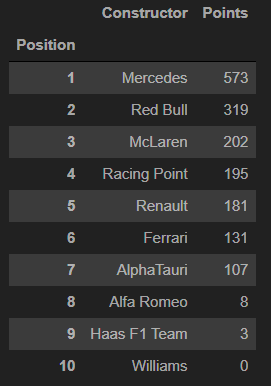 Constructor Points
Position
1 Mercedes 573
2 Red Bull 319
3 McLaren 202
4 Racing Point 195
5 Renault 181
6 Ferrari 131
7 AlphaTauri 107
8 Alfa Romeo 8
9 Haas F1 Team 3
10 Williams 0